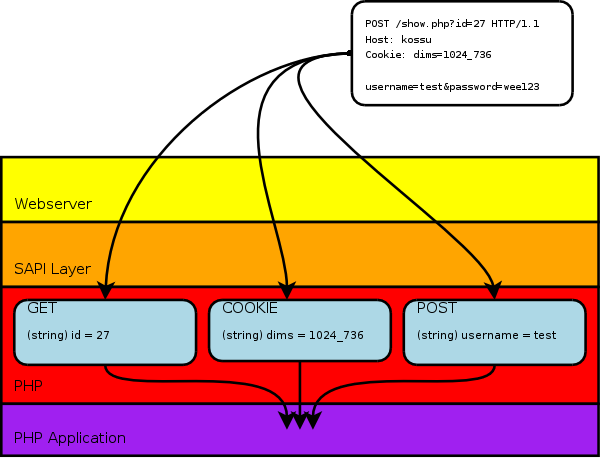 POST /show.php?id=27 HTTP/1.1
Host: kossu
Cookie: dims=1024_736
username=test&password=wee123
Webserver
SAPI Layer
GET
(string) id = 27
COOKIE
(string) dims = 1024_736
POST
(string) username = test
PHP
PHP Application